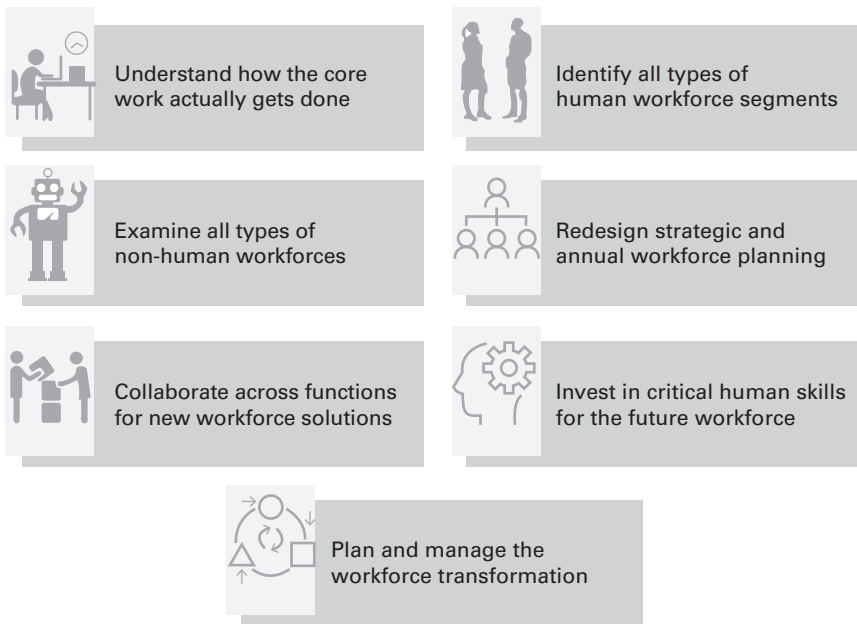 Understand how the core
work actually gets done
Identify all types of
human workforce segments
Examine all types of
non-human workforces
Redesign strategic and
annual workforce planning
Collaborate across functions
for new workforce solutions
Invest in critical human skills
for the future workforce
Plan and manage the
workforce transformation